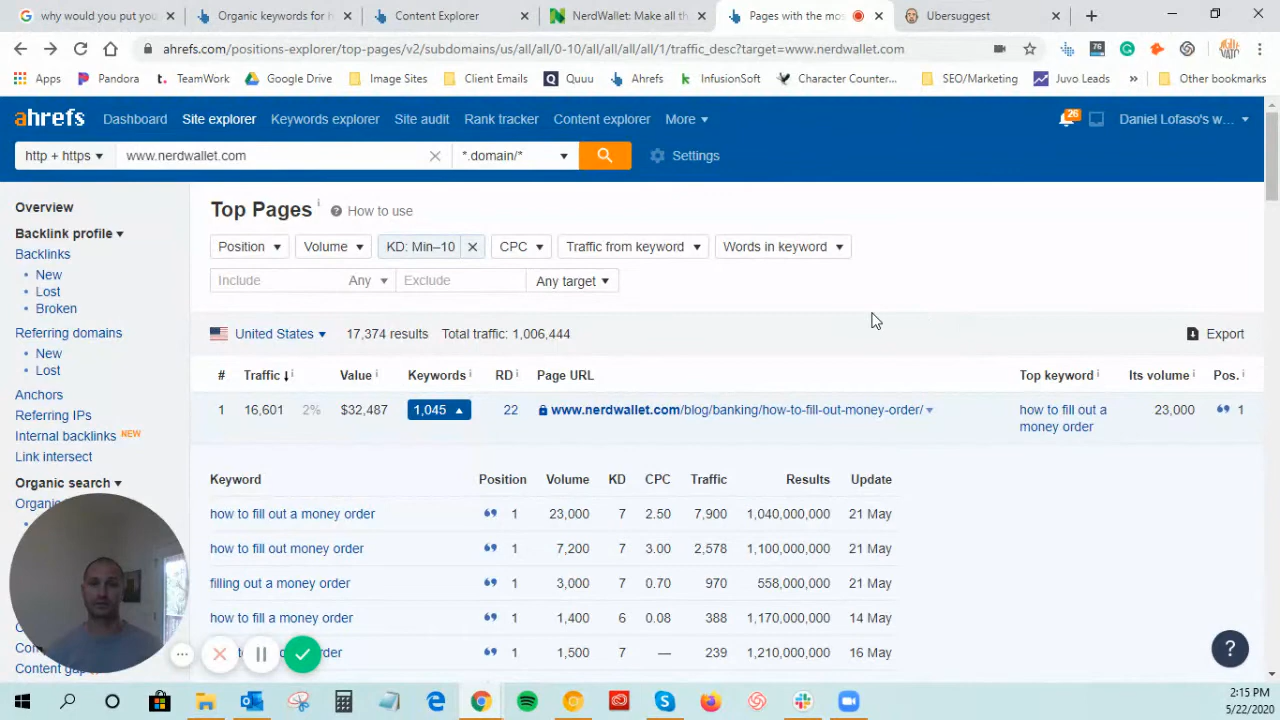 why would you put you
Organic keywords for h
Content Explorer
NerdWallet: Make all th
Pages with the mos
Ubersuggest
ahrefs.com/positions-explorer/top-pages/v2/subdomains/us/all/all/0-10/all/all/all/all/1/traffic_desc?target=www.nerdwallet.com
76
Apps Pandora TeamWork Google Drive Image Sites Client Emails Quuu Ahrefs InfusionSoft Character Counter... SEO/Marketing Juvo Leads » Other bookmarks
ahrefs Dashboard Site explorer Keywords explorer Site audit Rank tracker Content explorer More 26 Daniel Lofaso's w...
http + https www.nerdwallet.com *.domain/* Settings
Overview
Backlink profile
Backlinks
New
Lost
Broken
Referring domains
New
Lost
Anchors
Referring IPs
Internal backlinks NEW
Link intersect
Organic search
Content gap
Top Pages i ? How to use
Position Volume KD: Min–10 CPC Traffic from keyword Words in keyword
Include Any Exclude Any target
United States 17,374 results Total traffic: 1,006,444 Export
# Traffic Value Keywords RD Page URL Top keyword Its volume Pos.
1 16,601 2% $32,487 1,045 22 www.nerdwallet.com/blog/banking/how-to-fill-out-money-order/ how to fill out a 23,000 1
money order
Keyword Position Volume KD CPC Traffic Results Update
how to fill out a money order 1 23,000 7 2.50 7,900 1,040,000,000 21 May
how to fill out money order 1 7,200 7 3.00 2,578 1,100,000,000 21 May
filling out a money order 1 3,000 7 0.70 970 558,000,000 21 May
how to fill a money order 1 1,400 6 0.08 388 1,170,000,000 14 May
order 1 1,500 7 — 239 1,210,000,000 16 May
?
2:15 PM
5/22/2020